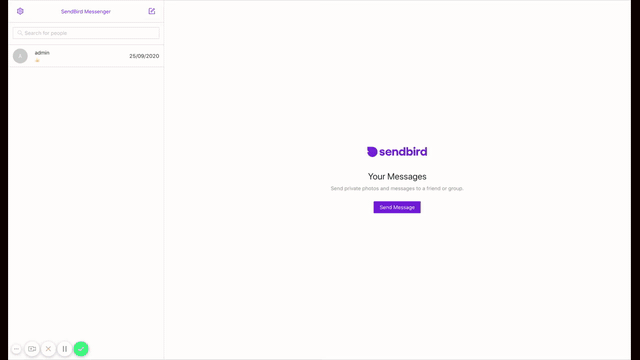 SendBird Messenger
Search for people
admin
25/09/2020
sendbird
Your Messages
Send private photos and messages to a friend or group.
Send Message